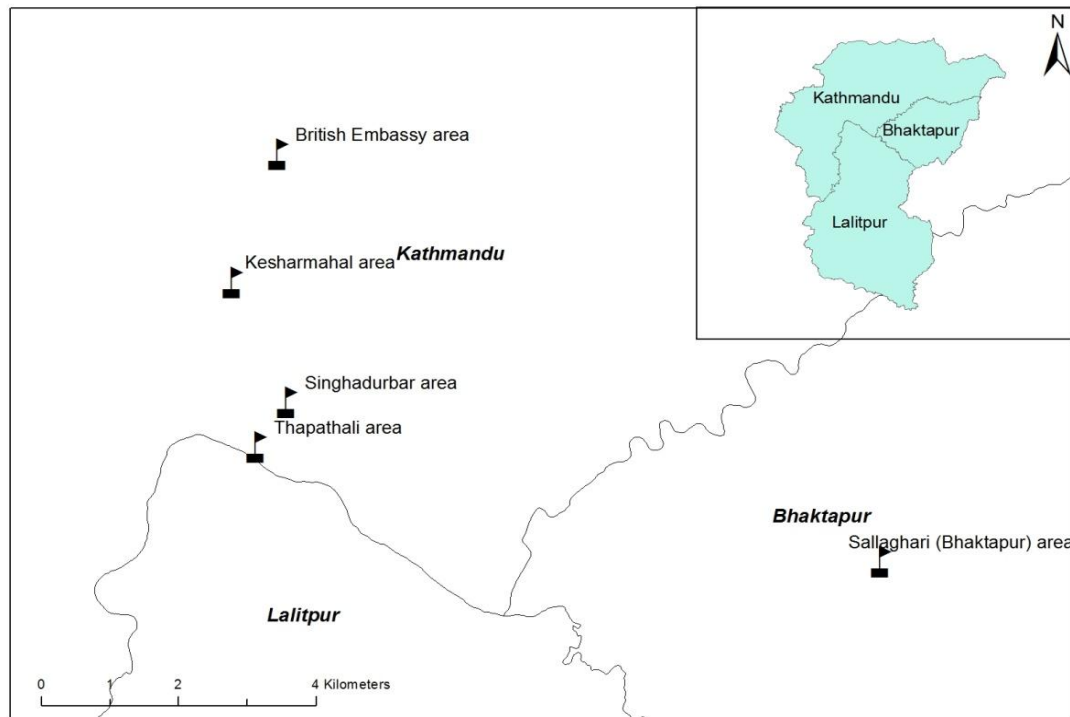 N
Kathmandu
Bhaktapur
Lalitpur
British Embassy area
Kathmandu
Kesharmahal area
Singhadurbar area
Thapathali area
Bhaktapur
Sallaghari (Bhaktapur) area
Lalitpur
0 1 2 4 Kilometers